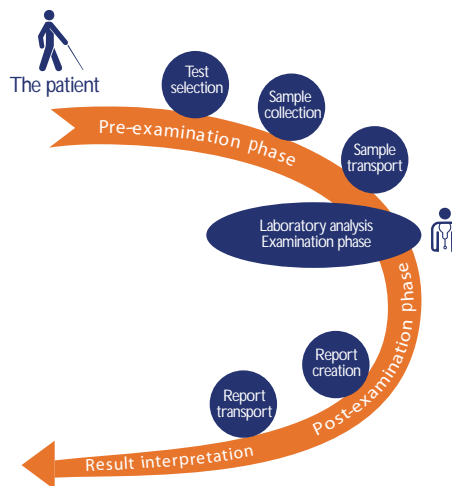 The patient
Test
selection
Sample
collection
Pre-examination phase
Sample
transport
Laboratory analysis
Examination phase
Post-examination phase
Report
creation
Report
transport
Result interpretation